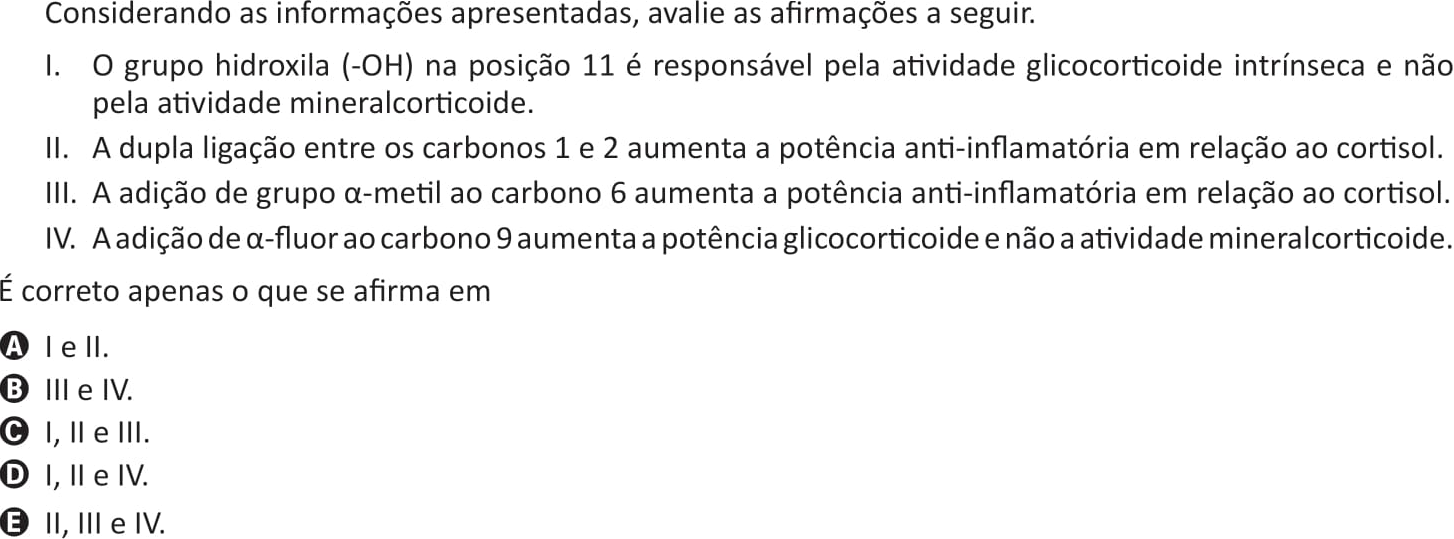 Considerando as informações apresentadas, avalie as afirmações a seguir.
I. O grupo hidroxila (-OH) na posição 11 é responsável pela atividade glicocorticoide intrínseca e não
pela atividade mineralcorticoide.
II. A dupla ligação entre os carbonos 1 e 2 aumenta a potência anti-inflamatória em relação ao cortisol.
III. A adição de grupo α-metil ao carbono 6 aumenta a potência anti-inflamatória em relação ao cortisol.
IV. A adição de α-fluor ao carbono 9 aumenta a potência glicocorticoide e não a atividade mineralcorticoide.
É correto apenas o que se afirma em
A I e II.
B III e IV.
C I, II e III.
D I, II e IV.
E II, III e IV.